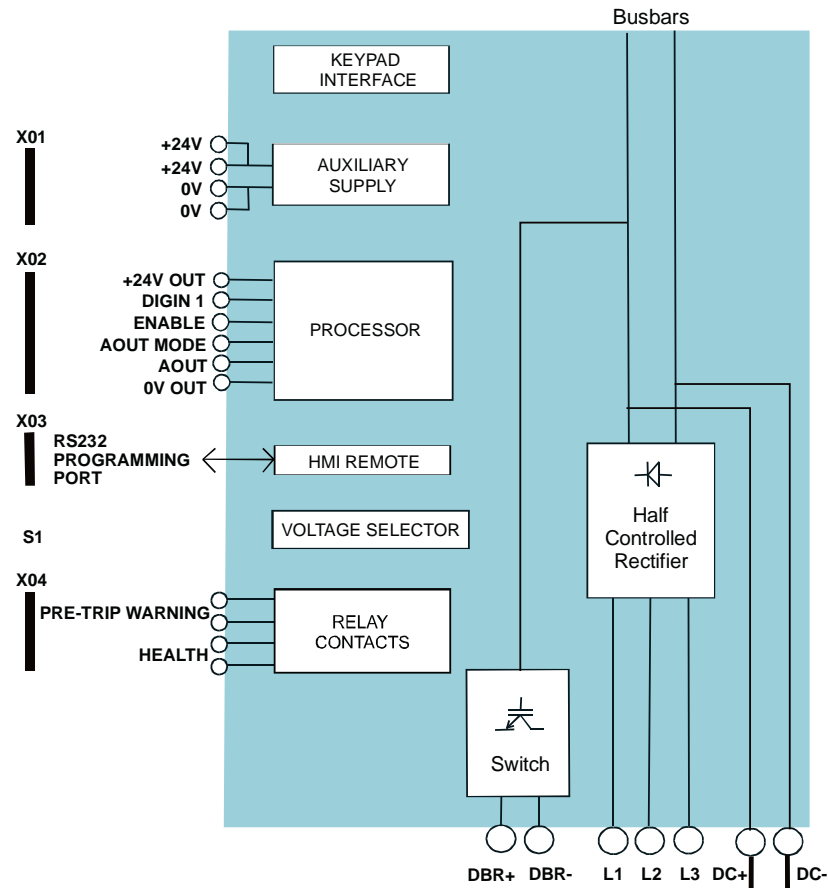 Busbars
KEYPAD
INTERFACE
X01
+24V
+24V
0V
0V
AUXILIARY
SUPPLY
X02
+24V OUT
DIGIN 1
ENABLE
AOUT MODE
AOUT
0V OUT
PROCESSOR
X03
RS232
PROGRAMMING
PORT
HMI REMOTE
Half
Controlled
Rectifier
S1
VOLTAGE SELECTOR
X04
PRE-TRIP WARNING
HEALTH
RELAY
CONTACTS
Switch
DBR+ DBR- L1 L2 L3 DC+ DC-